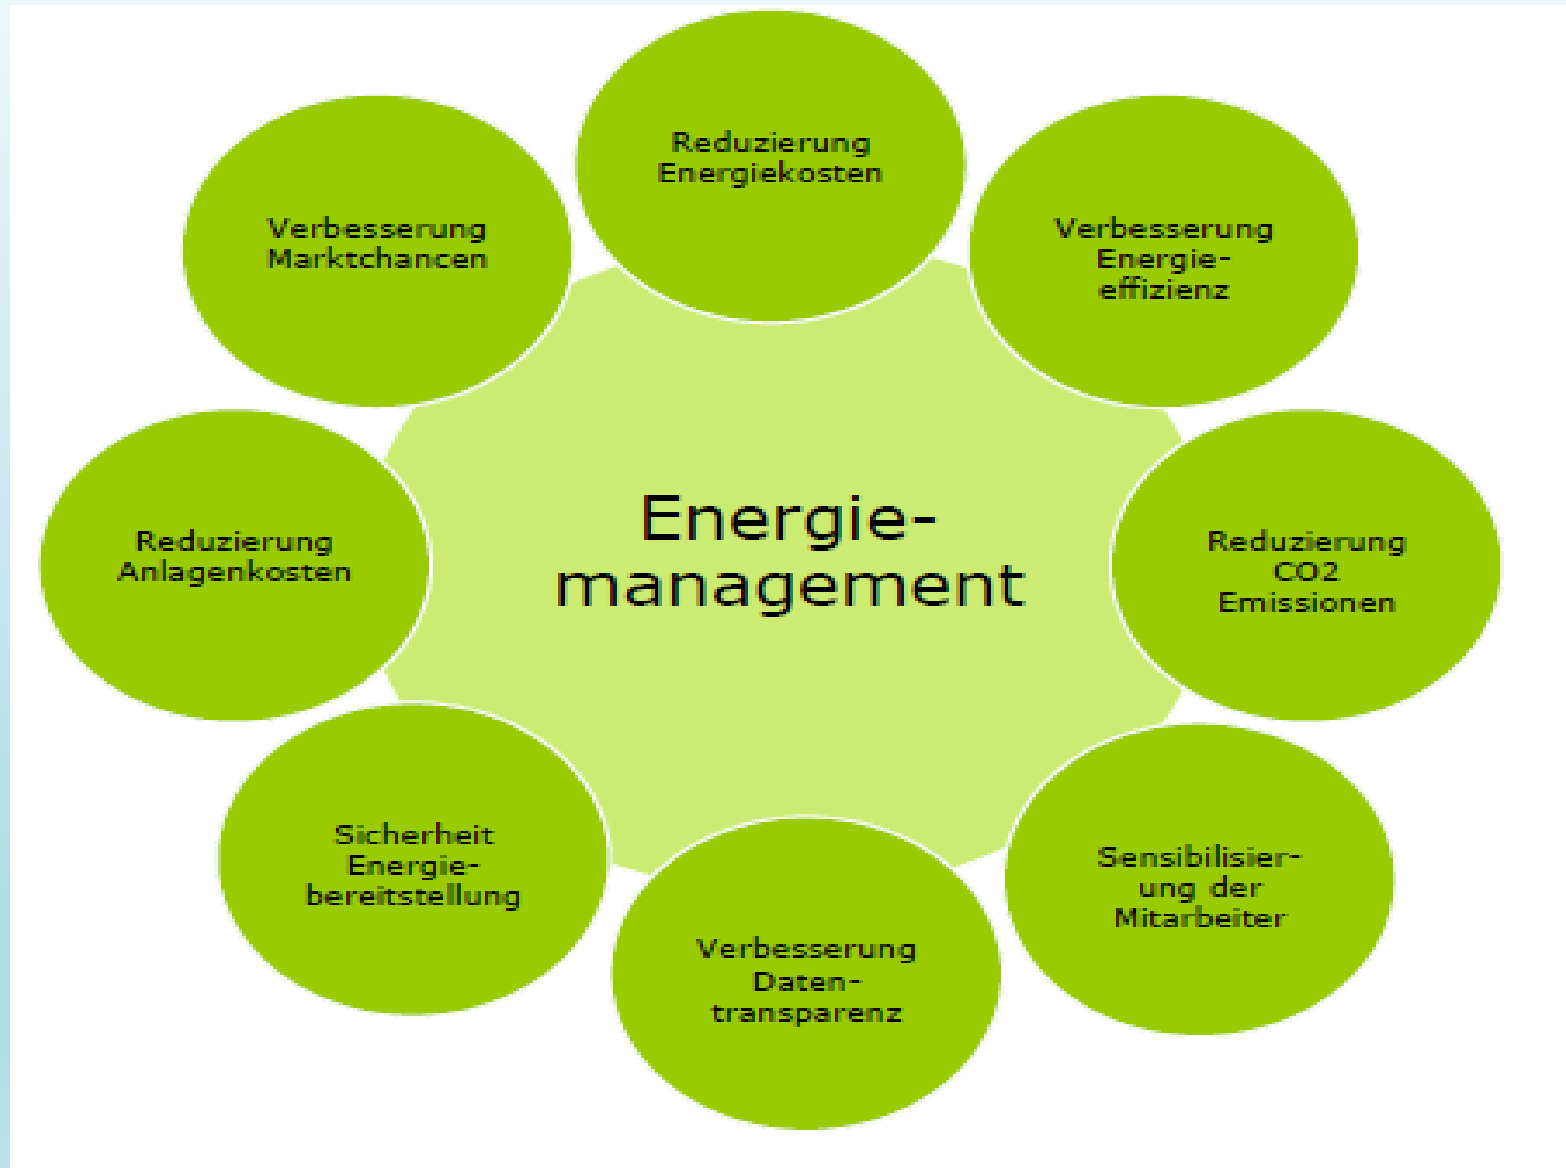 Reduzierung
Energiekosten
Verbesserung
Energie-
effizienz
Reduzierung
CO2
Emissionen
Sensibilisier-
ung der
Mitarbeiter
Verbesserung
Daten-
transparenz
Sicherheit
Energie-
bereitstellung
Reduzierung
Anlagenkosten
Verbesserung
Marktchancen
Energie-
management